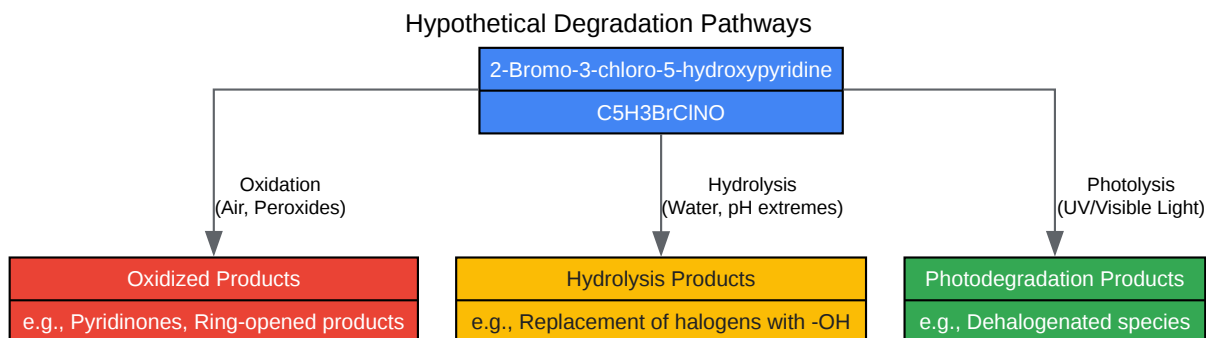 Hypothetical Degradation Pathways
2-Bromo-3-chloro-5-hydroxypyridine
C5H3BrClNO
Oxidation
(Air, Peroxides)
Hydrolysis
(Water, pH extremes)
Photolysis
(UV/Visible Light)
Oxidized Products
e.g., Pyridinones, Ring-opened products
Hydrolysis Products
e.g., Replacement of halogens with -OH
Photodegradation Products
e.g., Dehalogenated species